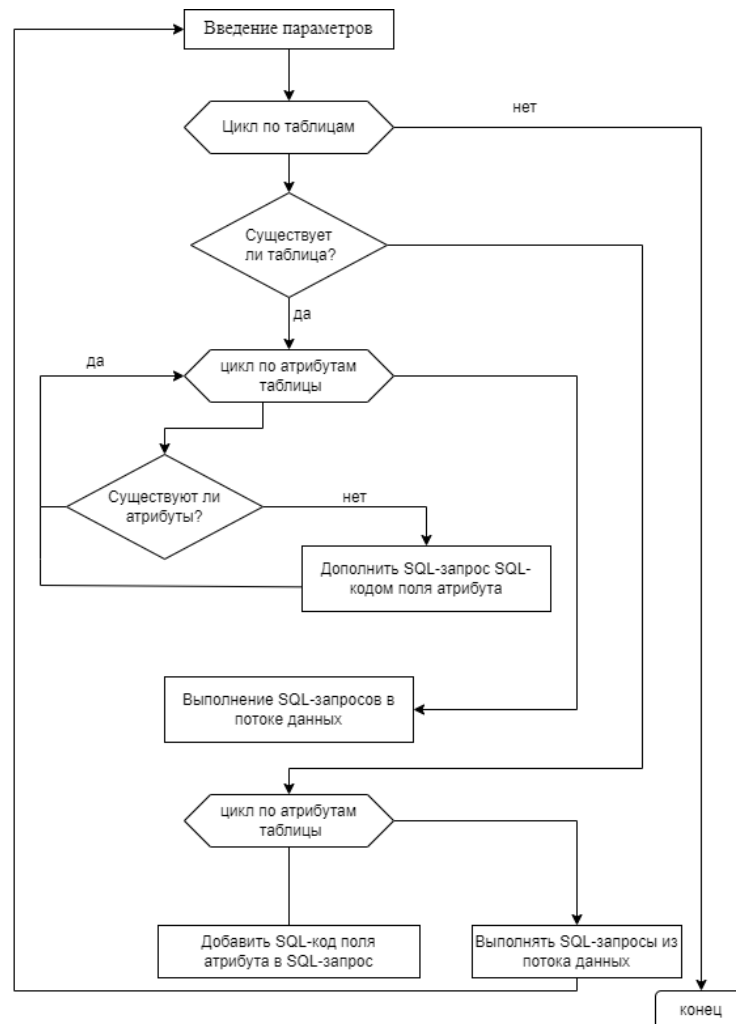 Введение параметров
нет
Цикл по таблицам
Существует
ли таблица?
да
да
цикл по атрибутам
таблицы
Существуют ли
атрибуты?
нет
Дополнить SQL-запрос SQL-
кодом поля атрибута
Выполнение SQL-запросов в
потоке данных
цикл по атрибутам
таблицы
Добавить SQL-код поля
атрибута в SQL-запрос
Выполнять SQL-запросы из
потока данных
конец